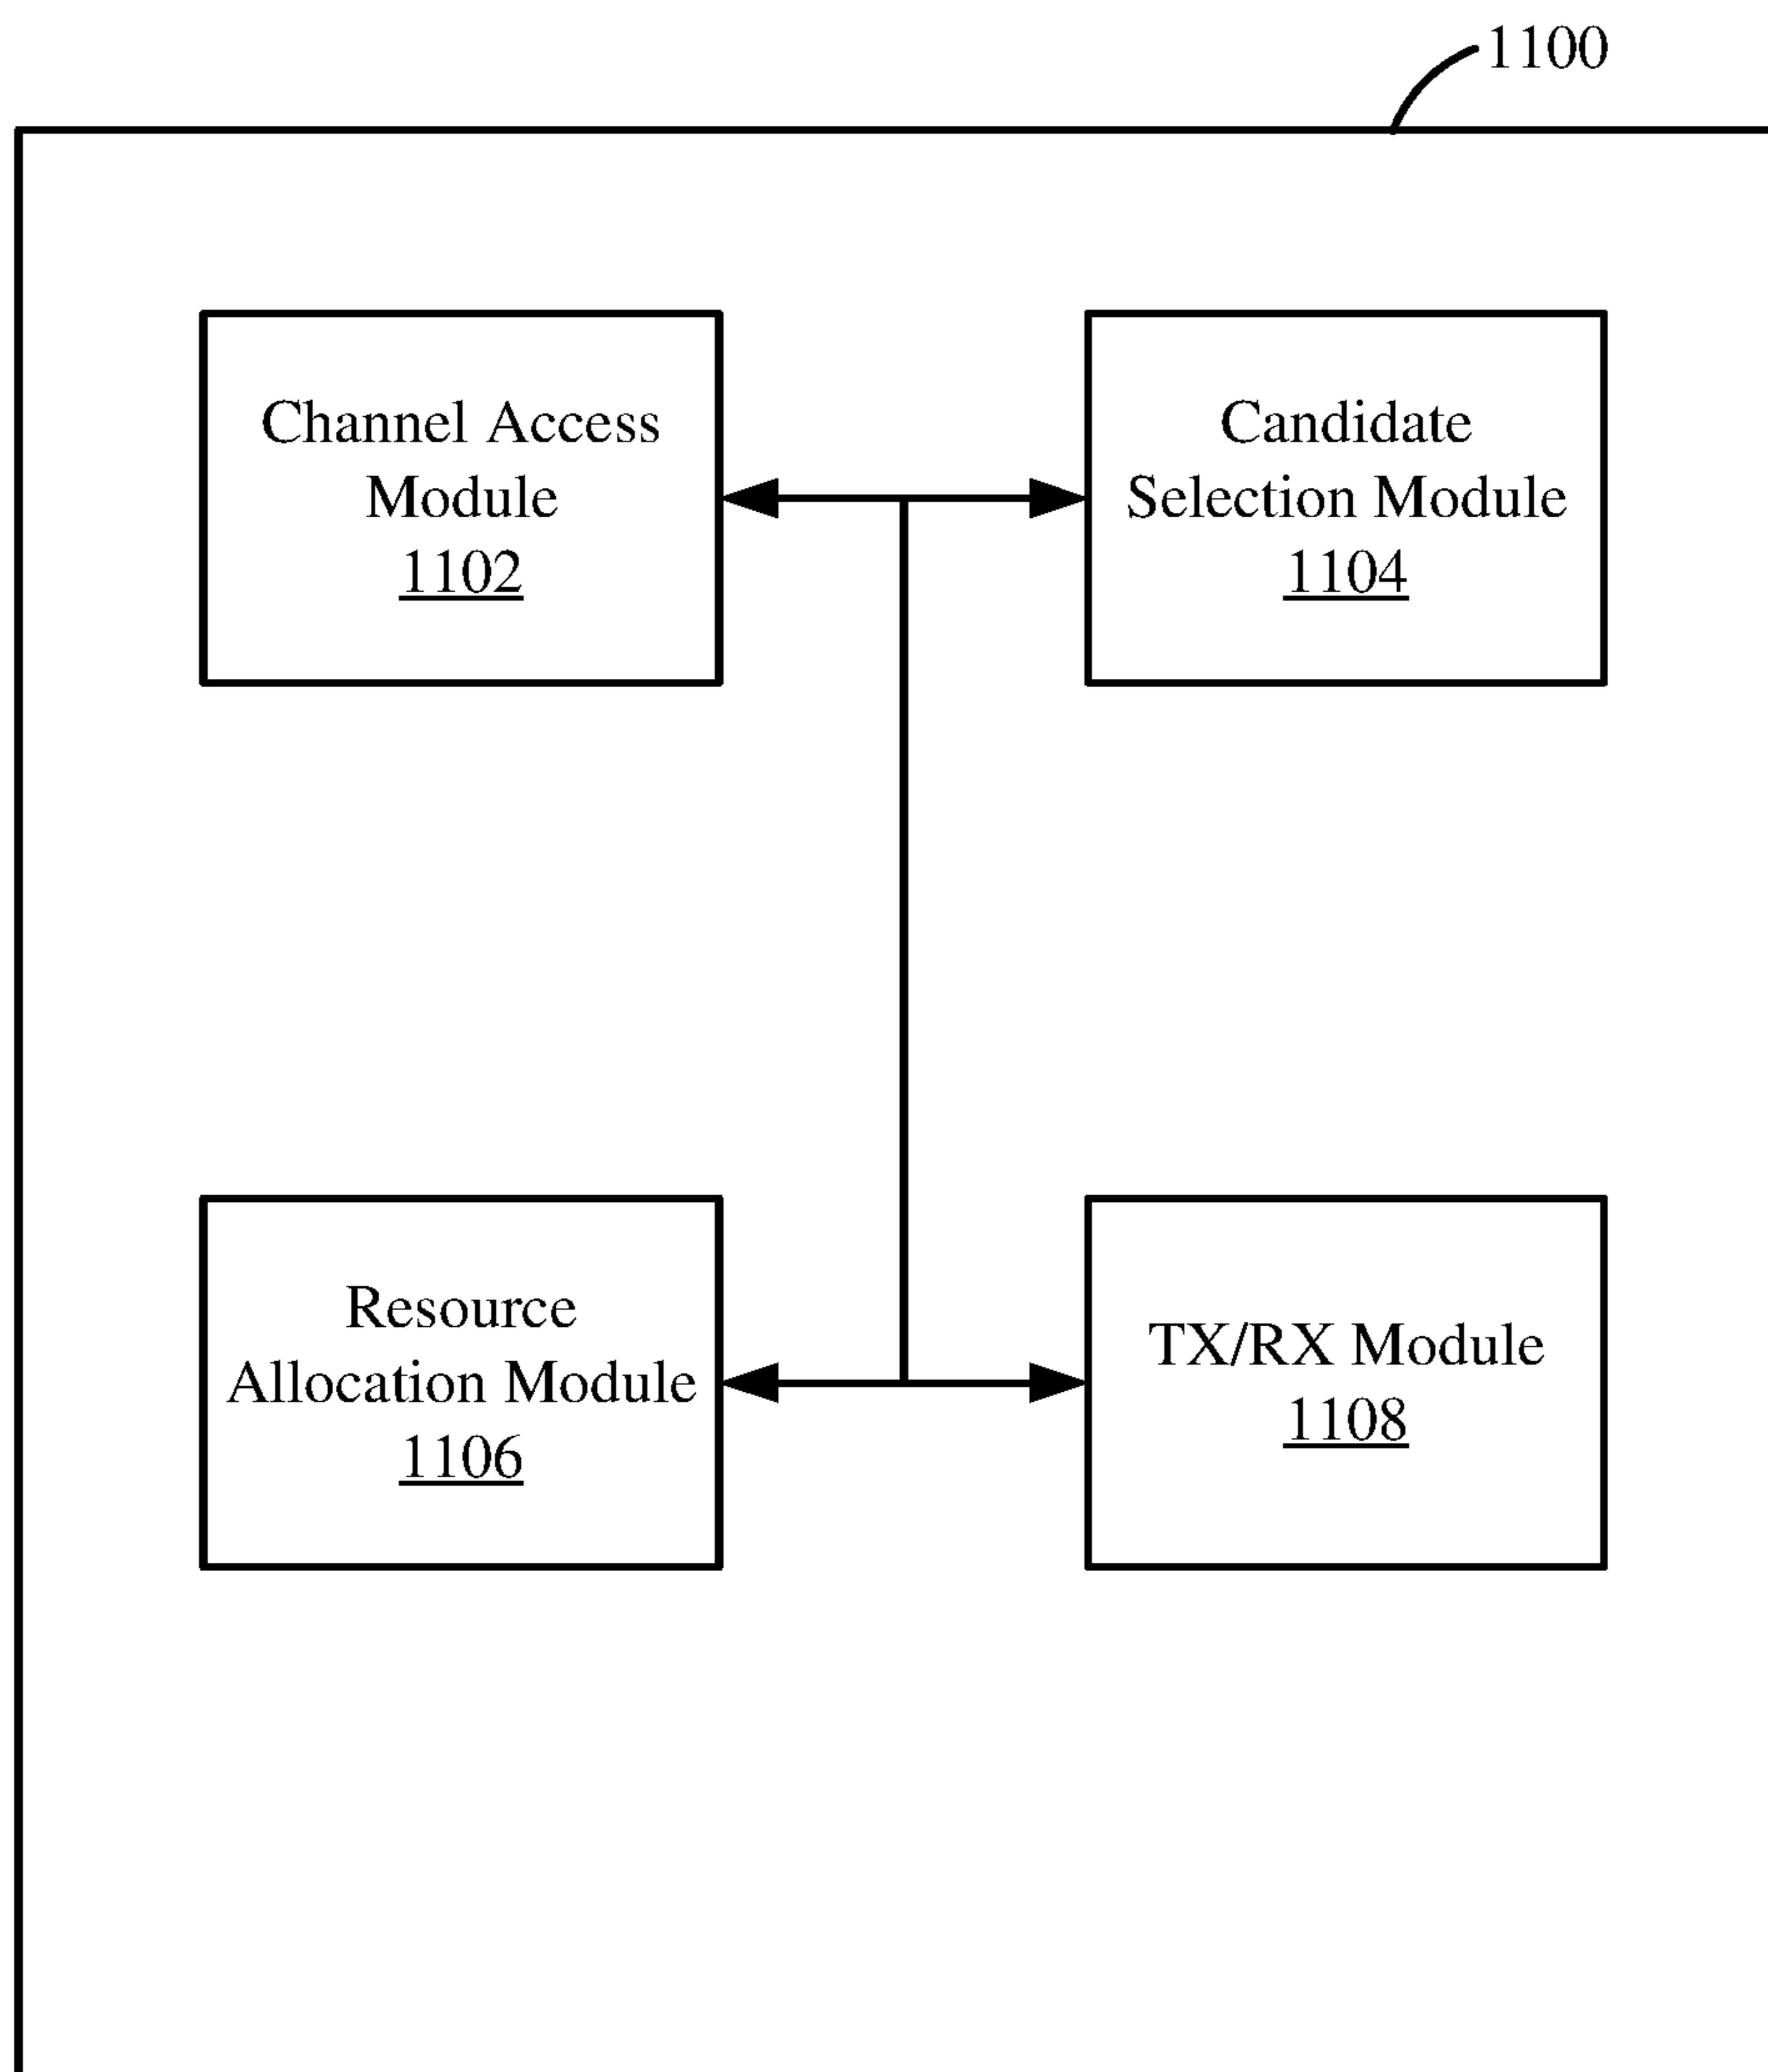 1100
Channel Access
Module
1102
Candidate
Selection Module
1104
Resource
Allocation Module
1106
TX/RX Module
1108